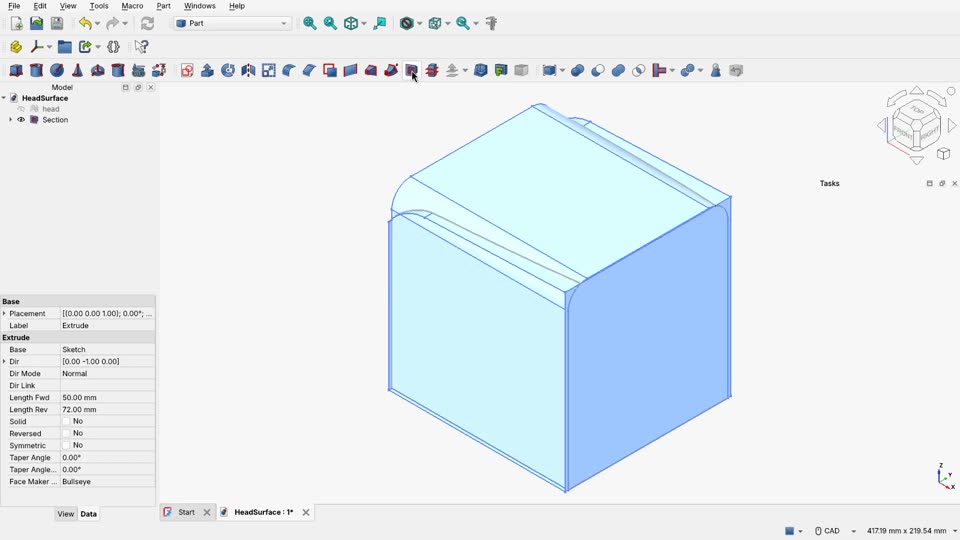 File Edit View Tools Macro Part Windows Help
Part
Model
HeadSurface
head
Section
FRONT RIGHT
Tasks
Base
Placement [(0.00 0.00 1.00); 0.00°; ...
Label Extrude
Extrude
Base Sketch
Dir [0.00 -1.00 0.00]
Dir Mode Normal
Dir Link
Length Fwd 50.00 mm
Length Rev 72.00 mm
Solid No
Reversed No
Symmetric No
Taper Angle 0.00°
Taper Angle... 0.00°
Face Maker ... Bullseye
Z
Y
X
View Data
Start HeadSurface : 1*
CAD 417.19 mm x 219.54 mm